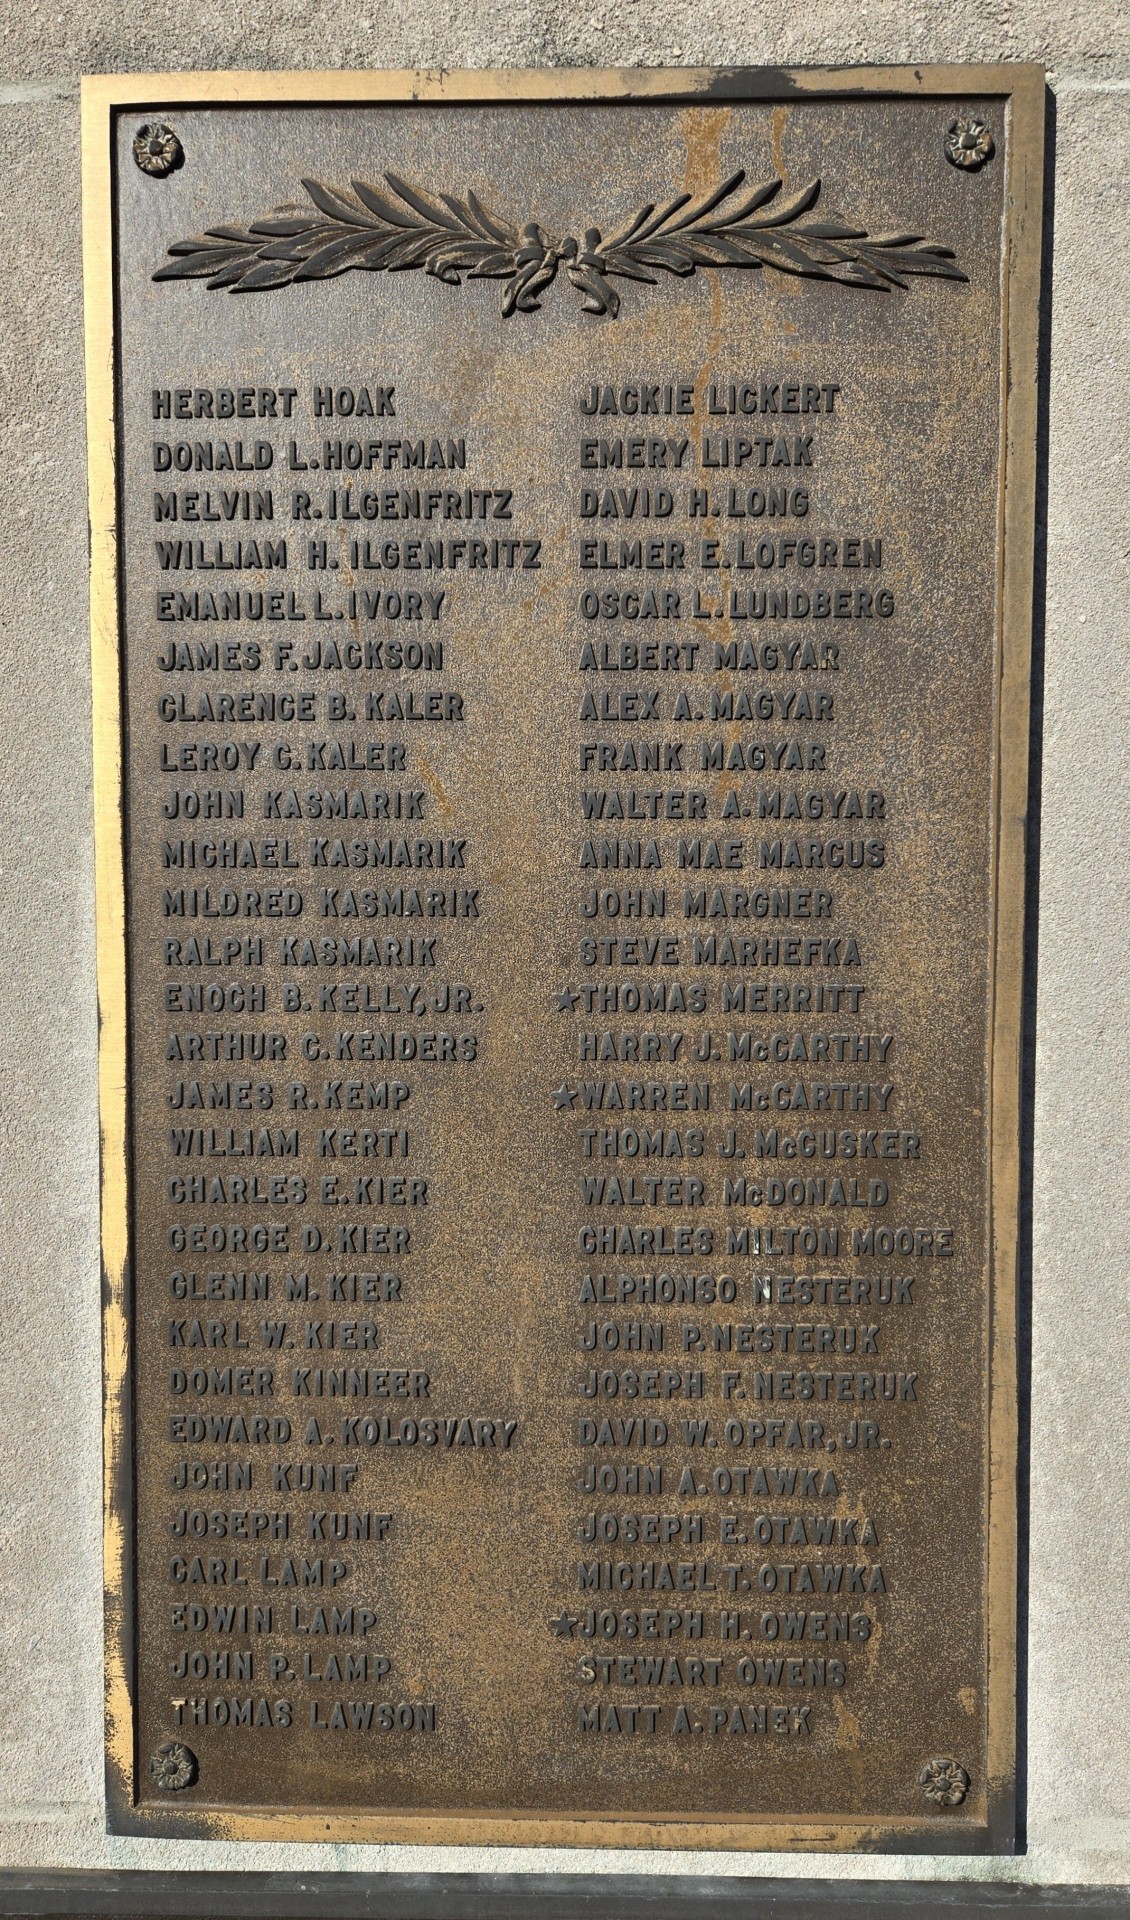 HERBERT HOAK
DONALD L. HOFFMAN
MELVIN R. ILGENFRITZ
WILLIAM H. ILGENFRITZ
EMANUEL L. IVORY
JAMES F. JACKSON
CLARENCE B. KALER
LEROY C. KALER
JOHN KASMARIK
MICHAEL KASMARIK
MILDRED KASMARIK
RALPH KASMARIK
ENOCH B. KELLY, JR.
ARTHUR C. KENDERS
JAMES R. KEMP
WILLIAM KERTI
CHARLES E. KIER
GEORGE D. KIER
GLENN M. KIER
KARL W. KIER
DOMER KINNEER
EDWARD A. KOLOSVARY
JOHN KUNF
JOSEPH KUNF
CARL LAMP
EDWIN LAMP
JOHN P. LAMP
THOMAS LAWSON
JACKIE LICKERT
EMERY LIPTAK
DAVID H. LONG
ELMER E. LOFGREN
OSCAR L. LUNDBERG
ALBERT MAGYAR
ALEX A. MAGYAR
FRANK MAGYAR
WALTER A. MAGYAR
ANNA MAE MARCUS
JOHN MARGNER
STEVE MARHEFKA
★THOMAS MERRITT
HARRY J. McCARTHY
★WARREN McCARTHY
THOMAS J. McCUSKER
WALTER McDONALD
CHARLES MILTON MOORE
ALPHONSO NESTERUK
JOHN P. NESTERUK
JOSEPH F. NESTERUK
DAVID W. OPFAR, JR.
JOHN A. OTAWKA
JOSEPH E. OTAWKA
MICHAEL T. OTAWKA
★JOSEPH H. OWENS
STEWART OWENS
MATT A. PANEK